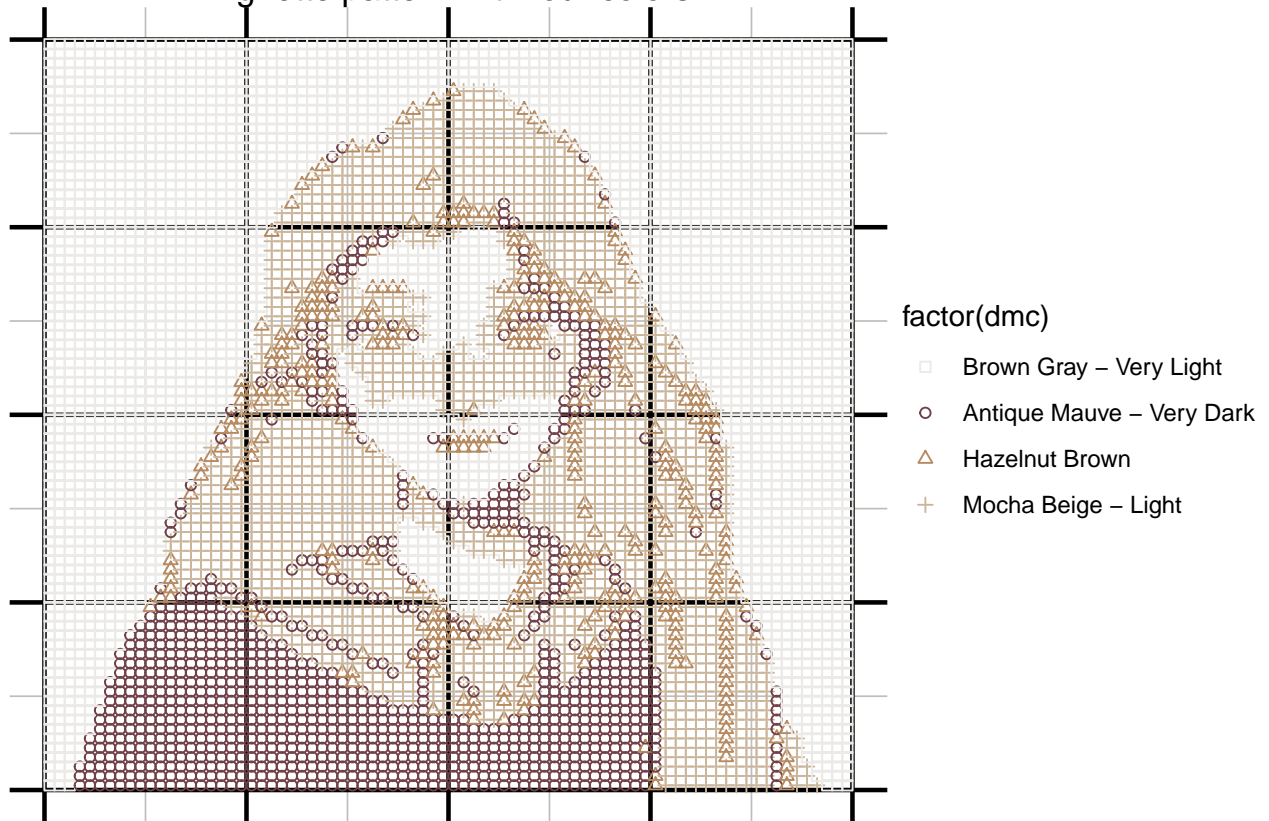 factor(dmc)
Brown Gray – Very Light
Antique Mauve – Very Dark
Hazelnut Brown
Mocha Beige – Light